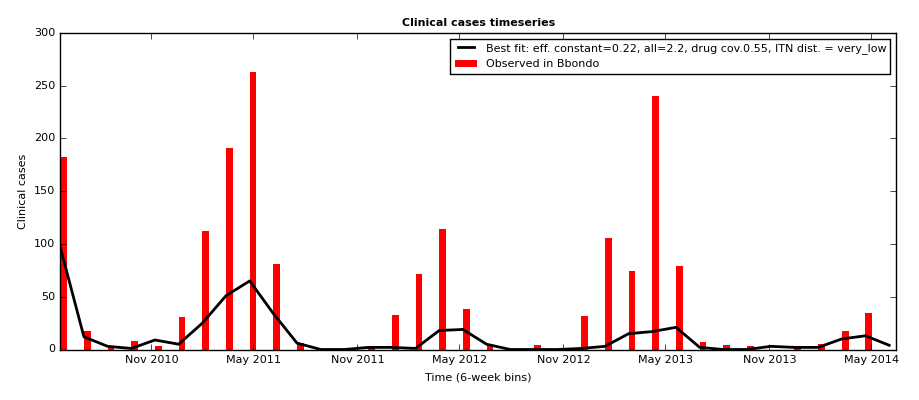 Clinical cases timeseries
Best fit: eff. constant=0.22, all=2.2, drug cov.0.55, ITN dist. = very_low
Observed in Bbondo
Clinical cases
300
250
200
150
100
50
0
Nov 2010 May 2011 Nov 2011 May 2012 Nov 2012 May 2013 Nov 2013 May 2014
Time (6-week bins)